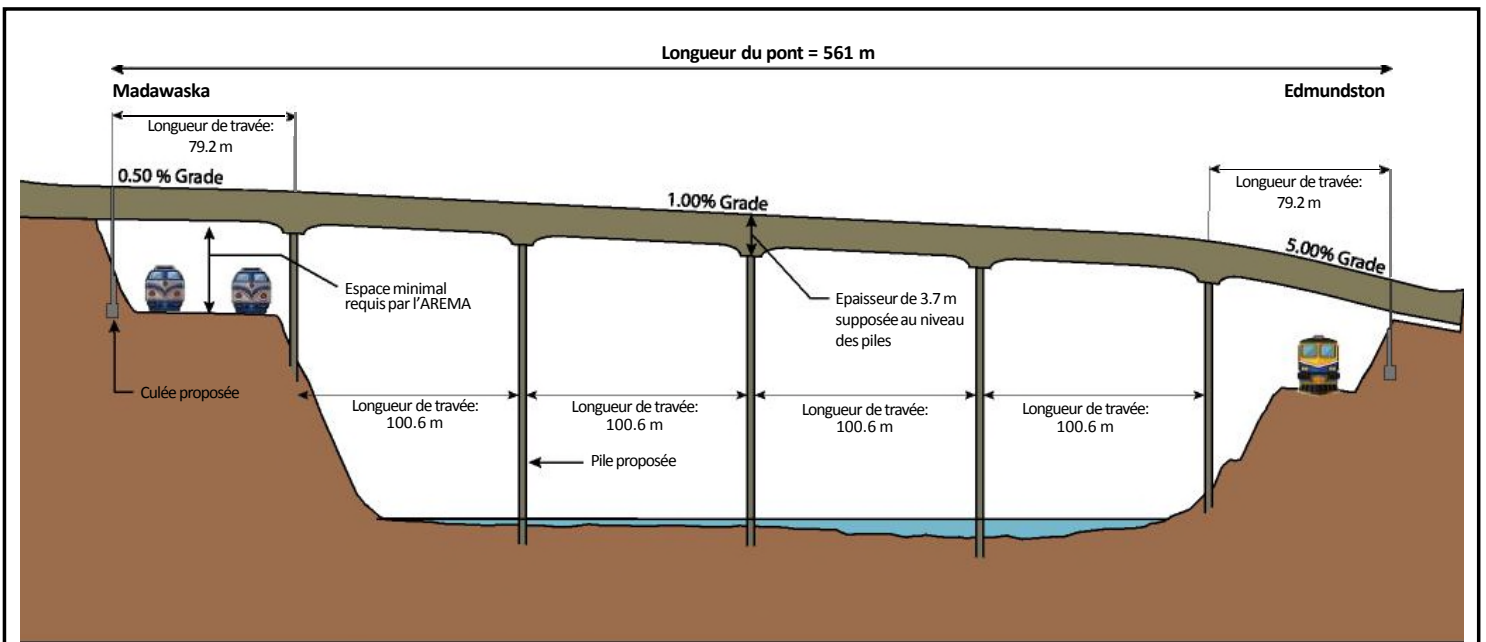 Longueur du pont = 561 m
Madawaska
Edmundston
Longueur de travée:
79.2 m
0.50 % Grade
1.00% Grade
Longueur de travée:
79.2 m
5.00% Grade
Espace minimal
requis par l'AREMA
Epaisseur de 3.7 m
supposée au niveau
des piles
Culée proposée
Longueur de travée:
100.6 m
Longueur de travée:
100.6 m
Longueur de travée:
100.6 m
Longueur de travée:
100.6 m
Pile proposée